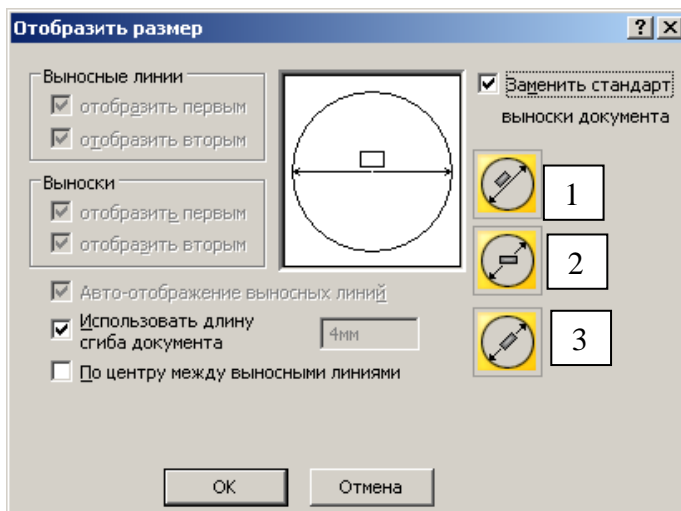 Отобразить размер
Выносные линии
отобразить первым
отобразить вторым
Выноски
отобразить первым
отобразить вторым
Авто-отображение выносных линий
Использовать длину
сгиба документа
4мм
По центру между выносными линиями
Заменить стандарт
выноски документа
1
2
3
OK
Отмена